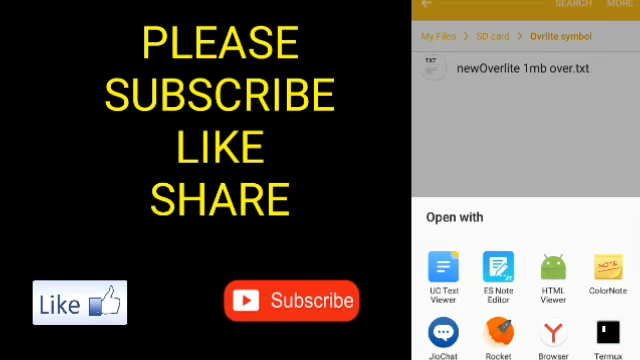 PLEASE
SUBSCRIBE
LIKE
SHARE
Like
Subscribe
SEARCH MORE
My Files > SD card > Ovrlite symbol
TXT
newOverlite 1mb over.txt
Open with
UC Text Viewer
ES Note Editor
HTML Viewer
NOTE
ColorNote
JioChat
Rocket
Browser
Termux